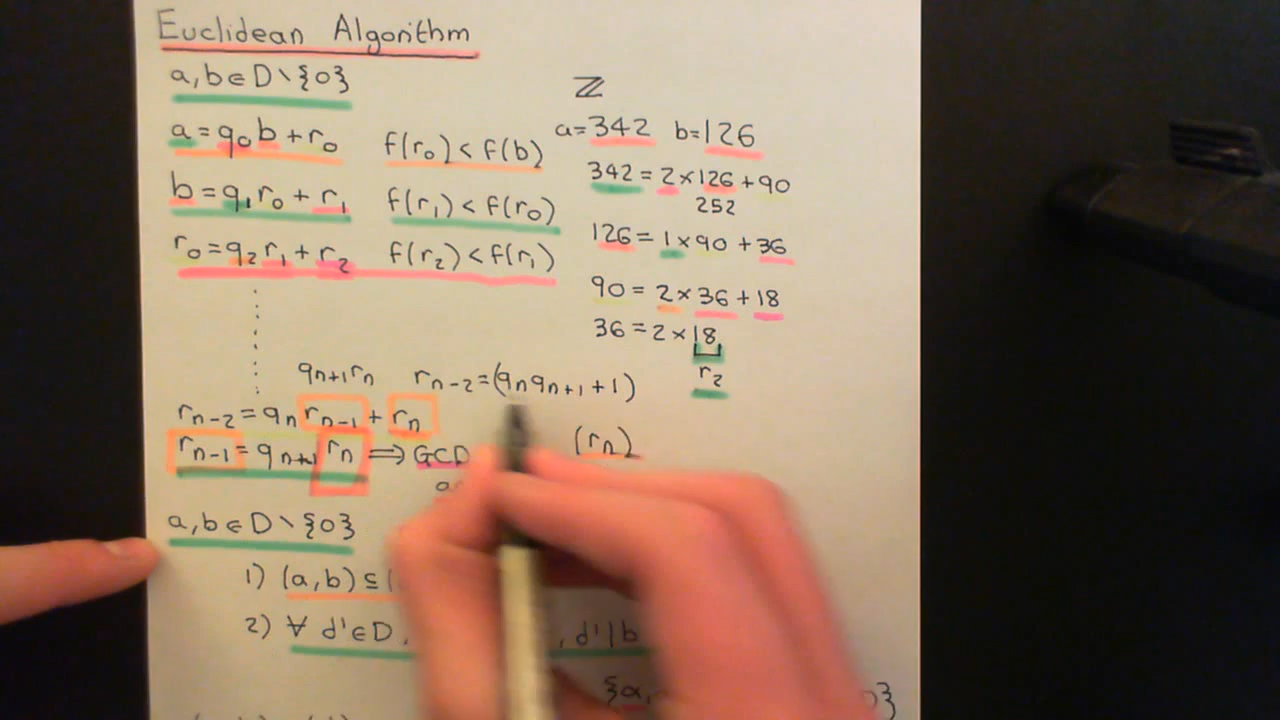 Euclidean Algorithm
a, b ∈ D \ {0}
a = q₀b + r₀ f(r₀) < f(b)
b = q₁r₀ + r₁ f(r₁) < f(r₀)
r₀ = q₂r₁ + r₂ f(r₂) < f(r₁)
qₙ₊₁rₙ rₙ₋₂ = (qₙqₙ₊₁ + 1)
rₙ₋₂ = qₙ rₙ₋₁ + rₙ
rₙ₋₁ = qₙ₊₁ rₙ ⟹ GCD (rₙ)
a, b ∈ D \ {0}
1) (a, b) ⊆
2) ∀ d' ∈ D, , d' | b
{a,
ℤ
a = 342 b = 126
342 = 2 × 126 + 90
252
126 = 1 × 90 + 36
90 = 2 × 36 + 18
36 = 2 × 18
r₂